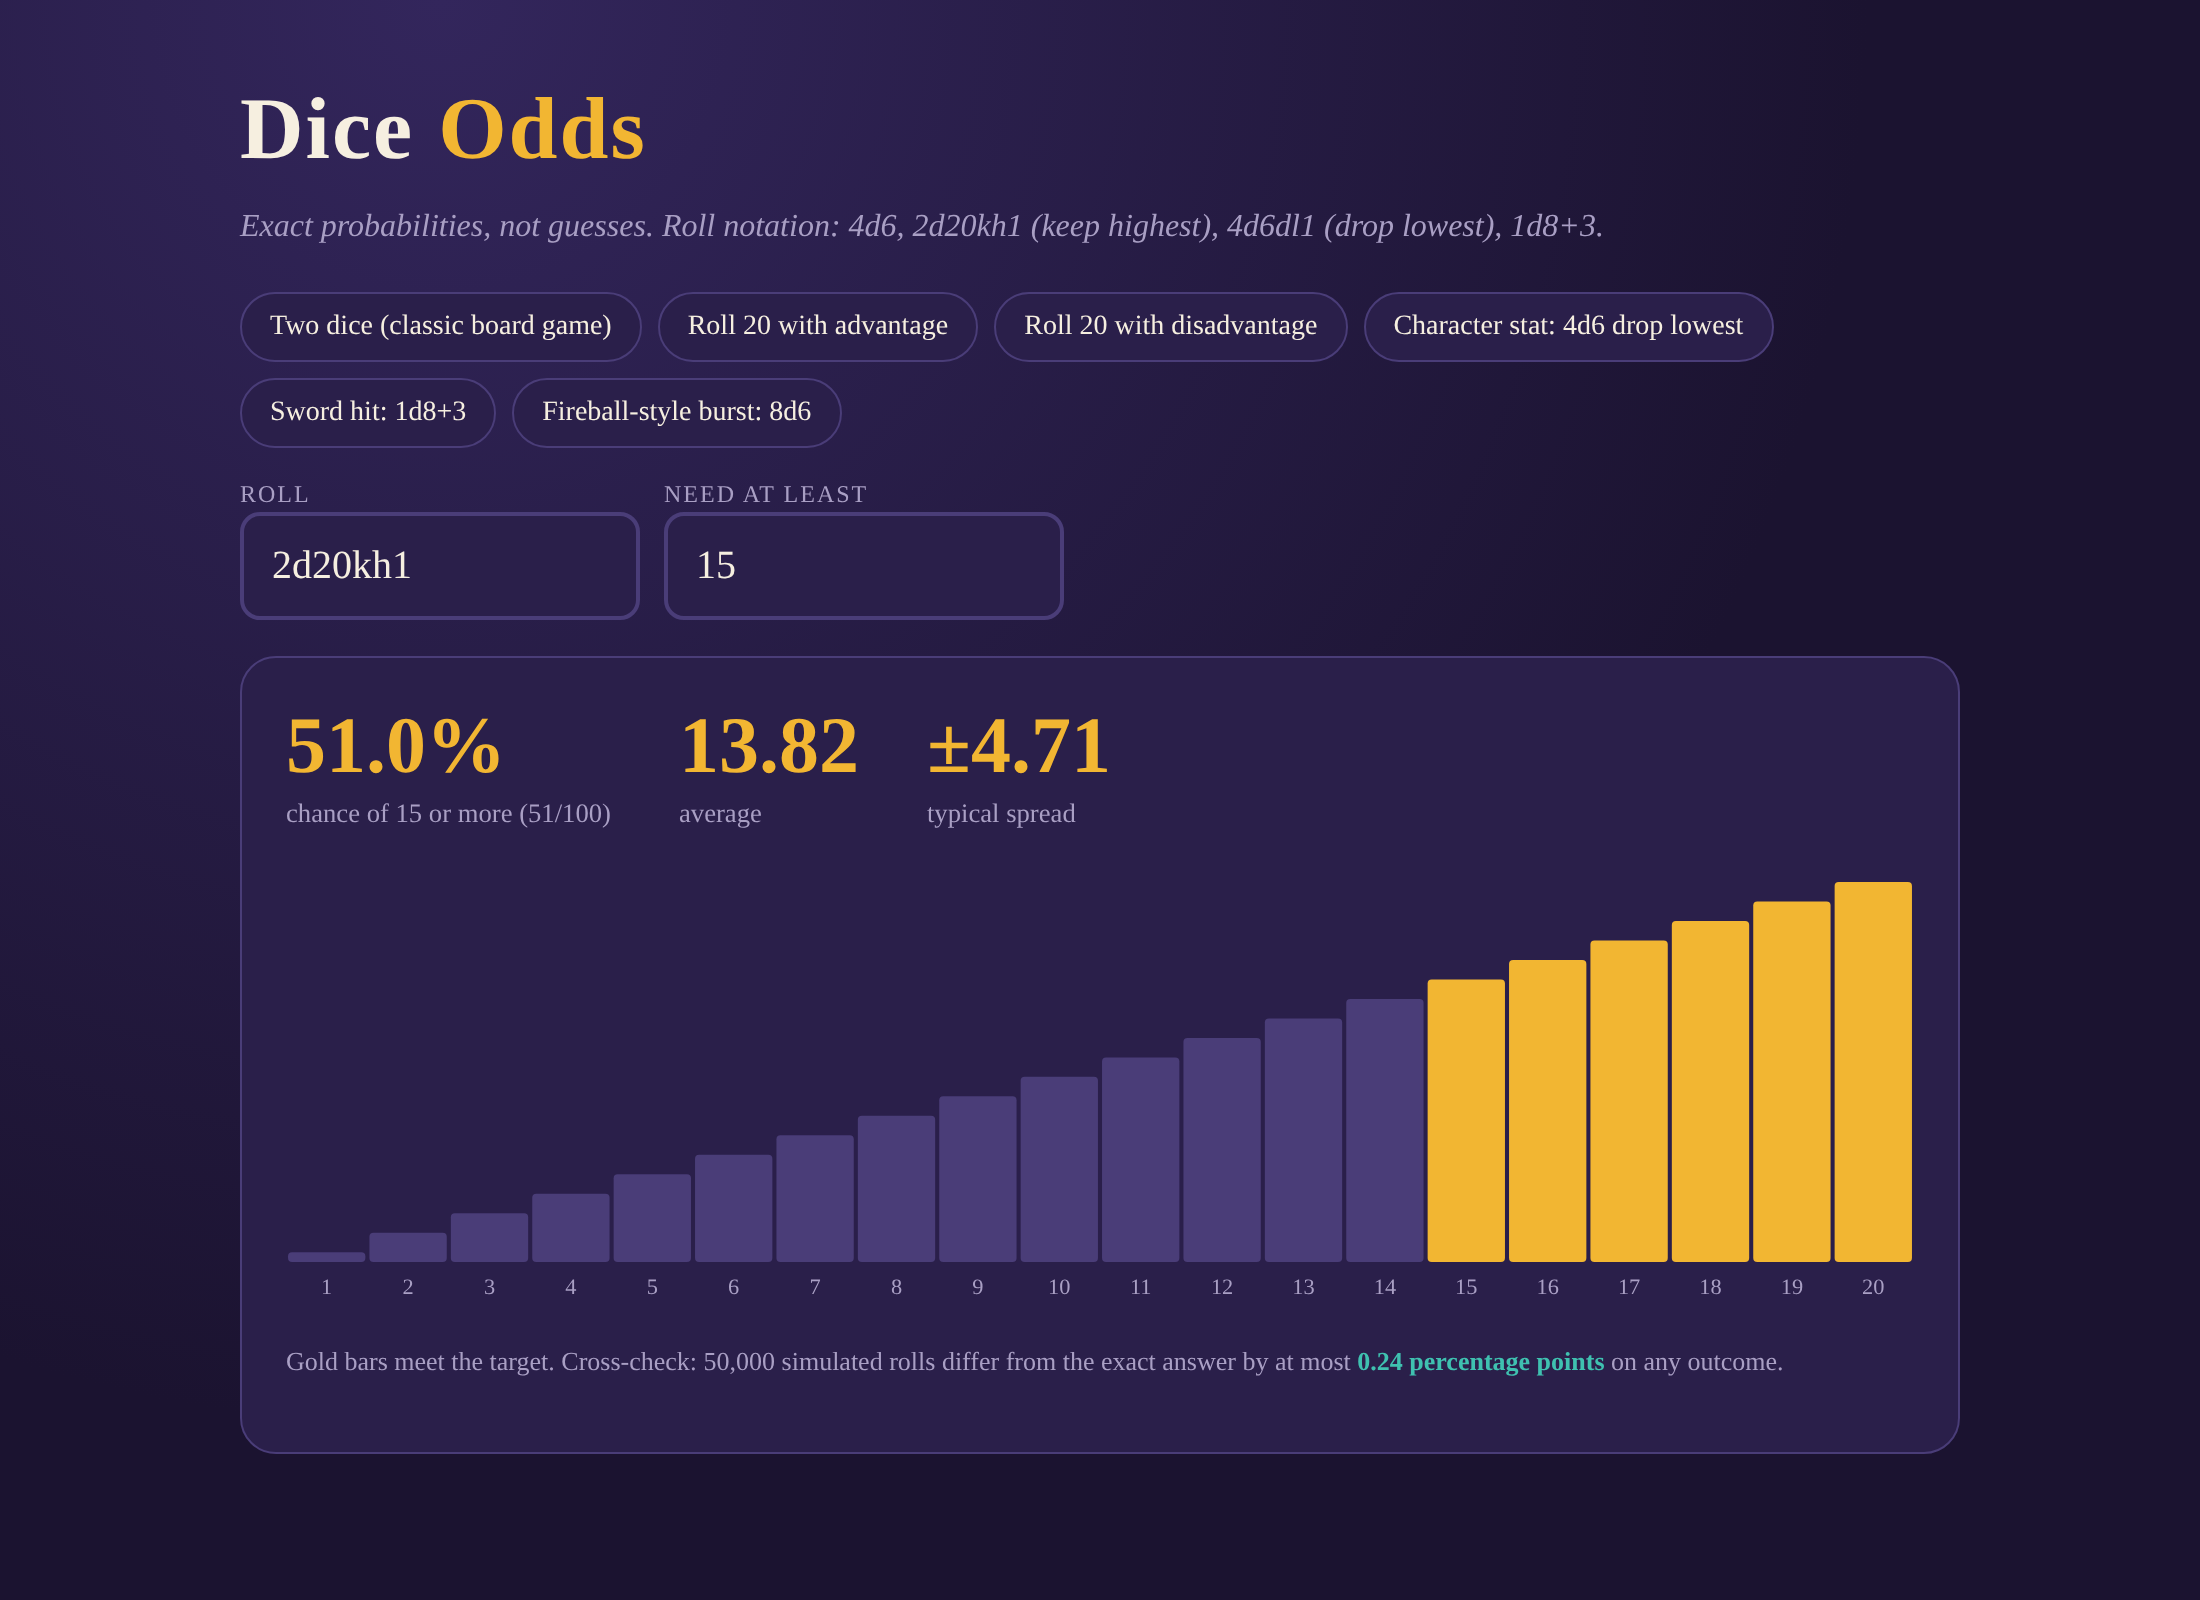 Dice Odds
Exact probabilities, not guesses. Roll notation: 4d6, 2d20kh1 (keep highest), 4d6dl1 (drop lowest), 1d8+3.
Two dice (classic board game) Roll 20 with advantage Roll 20 with disadvantage Character stat: 4d6 drop lowest
Sword hit: 1d8+3 Fireball-style burst: 8d6
ROLL NEED AT LEAST
2d20kh1 15
51.0% 13.82 ±4.71
chance of 15 or more (51/100) average typical spread
1 2 3 4 5 6 7 8 9 10 11 12 13 14 15 16 17 18 19 20
Gold bars meet the target. Cross-check: 50,000 simulated rolls differ from the exact answer by at most 0.24 percentage points on any outcome.